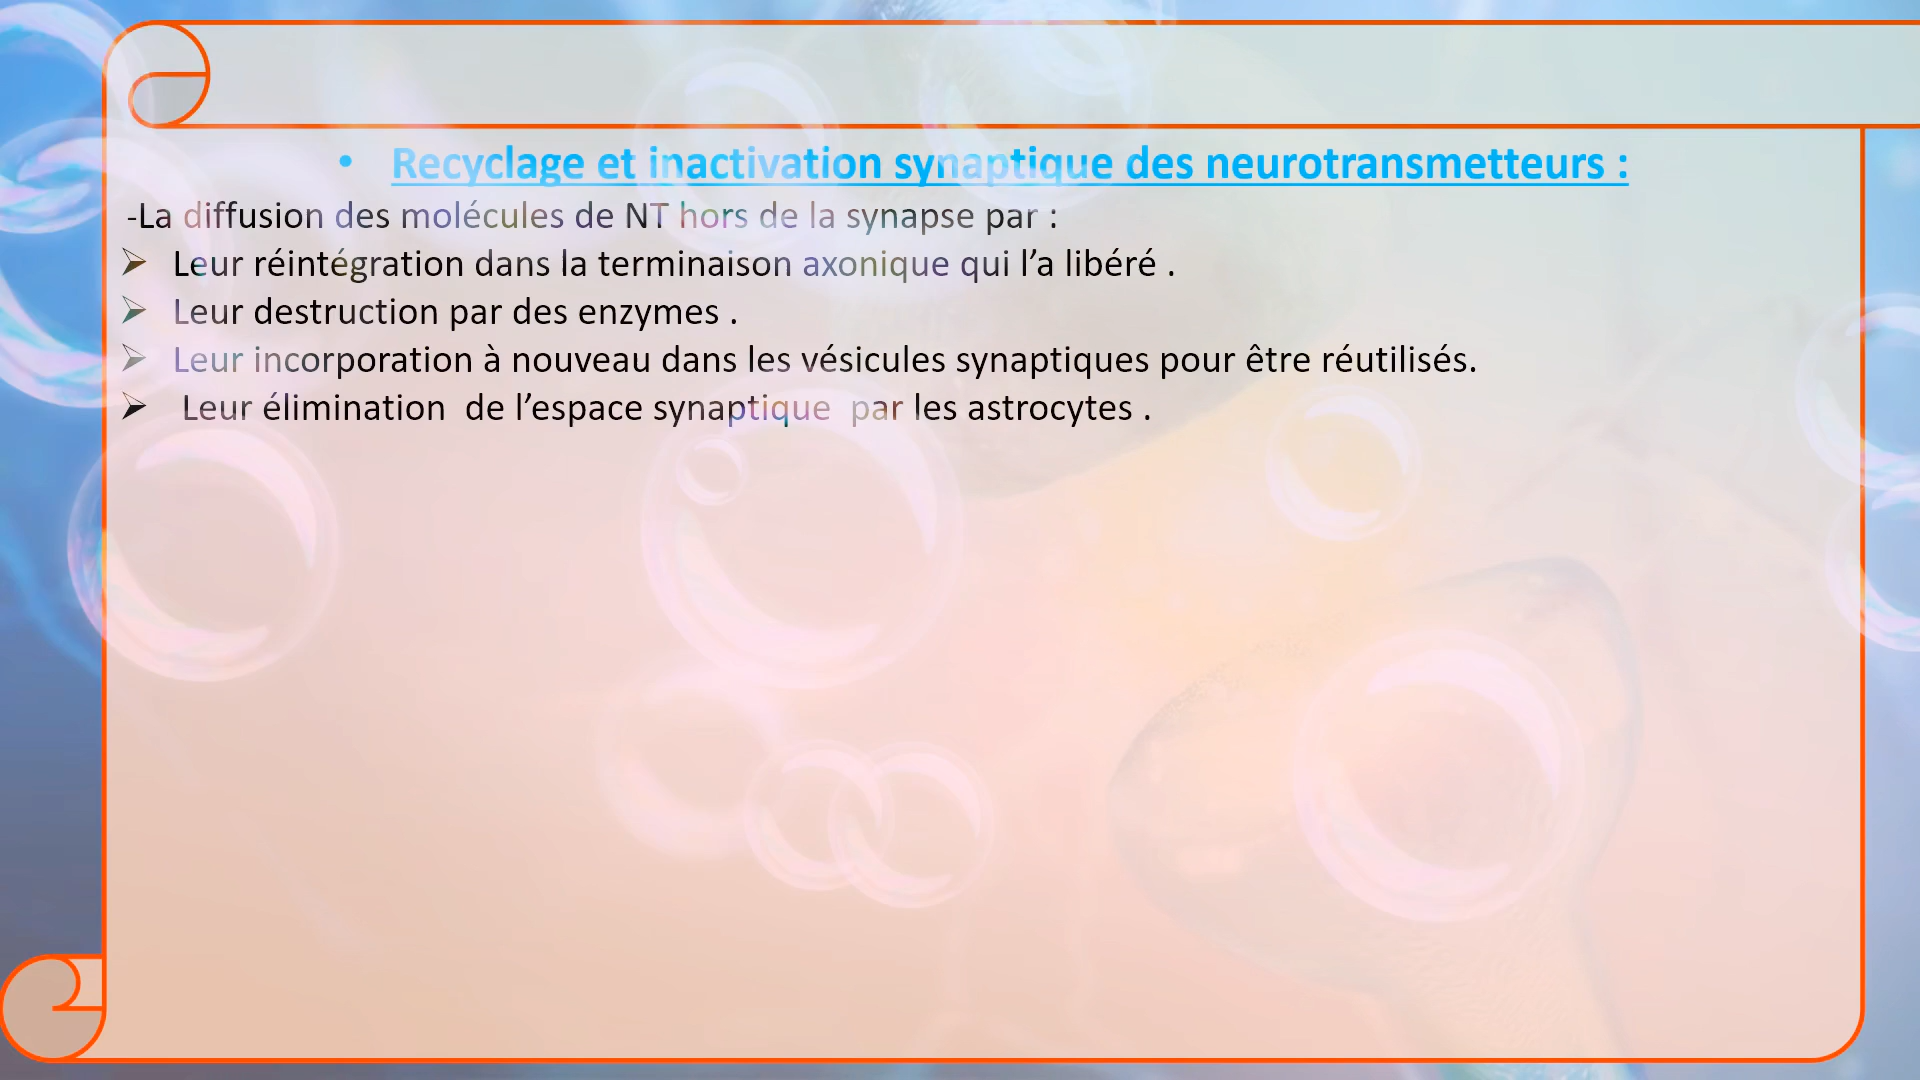 • Recyclage et inactivation synaptique des neurotransmetteurs :
-La diffusion des molécules de NT hors de la synapse par :
➢ Leur réintégration dans la terminaison axonique qui l’a libéré .
➢ Leur destruction par des enzymes .
➢ Leur incorporation à nouveau dans les vésicules synaptiques pour être réutilisés.
➢ Leur élimination  de l’espace synaptique  par les astrocytes .